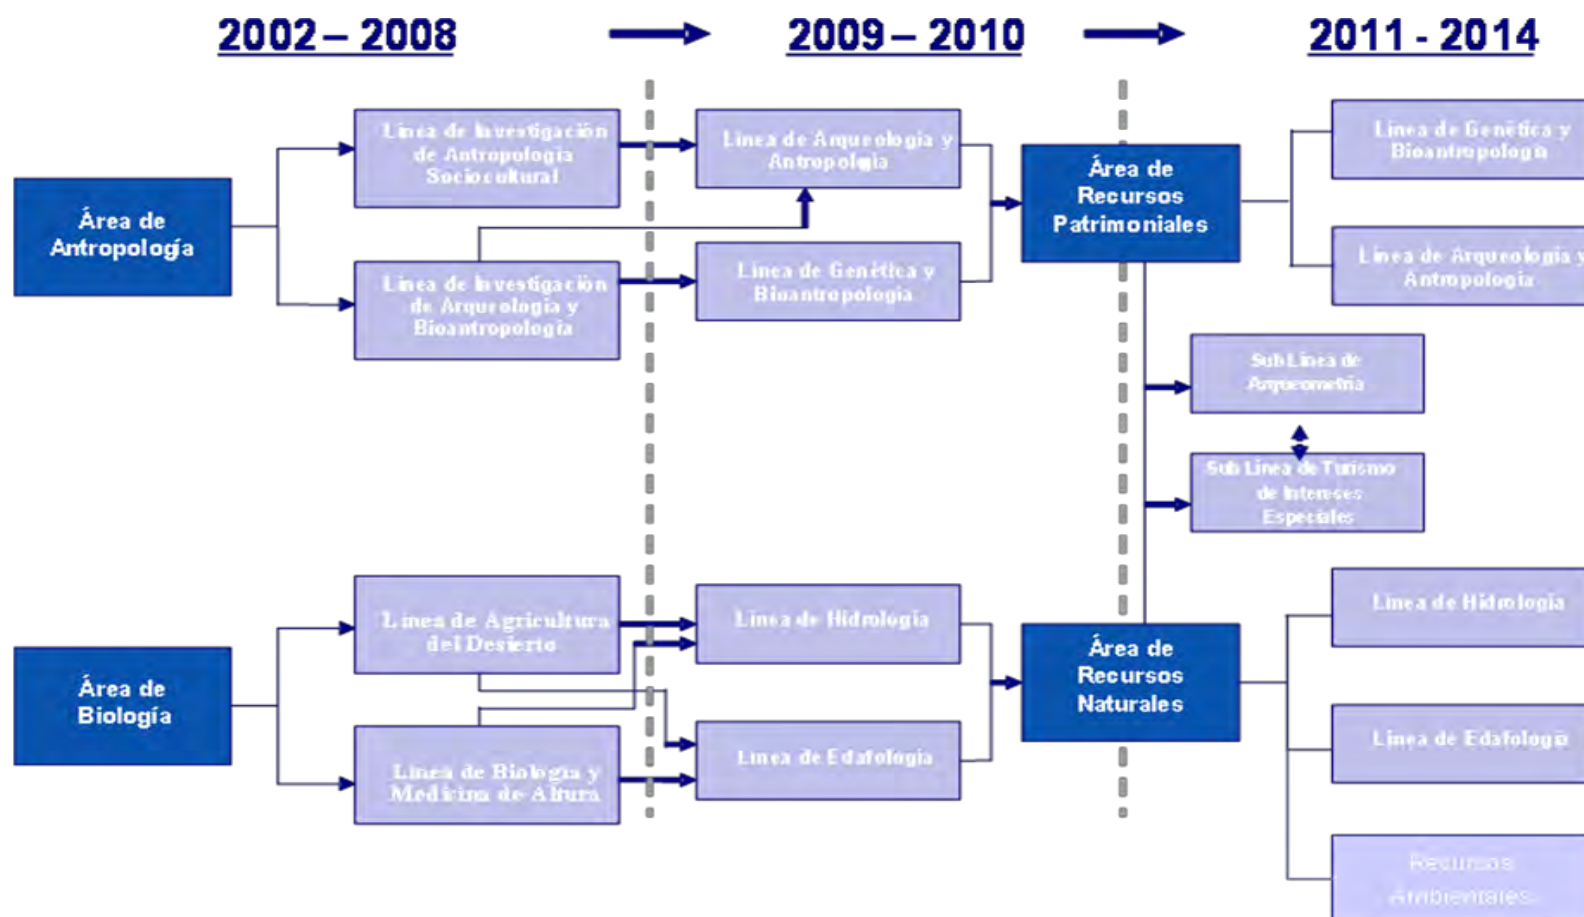 2002 – 2008
2009 – 2010
2011 - 2014
Área de
Antropología
Línea de Investigación
de Antropología
Sociocultural
Línea de Investigación
de Arqueología y
Bioantropología
Línea de Arqueología y
Antropología
Línea de Genética y
Bioantropología
Área de
Recursos
Patrimoniales
Línea de Genética y
Bioantropología
Línea de Arqueología y
Antropología
Sub Línea de
Arqueometría
Sub Línea de Turismo
de Intereses
Especiales
Área de
Biología
Línea de Agricultura
del Desierto
Línea de Biología y
Medicina de Altura
Línea de Hidrología
Línea de Edafología
Área de
Recursos
Naturales
Línea de Hidrología
Línea de Edafología
Recursos
Ambientales